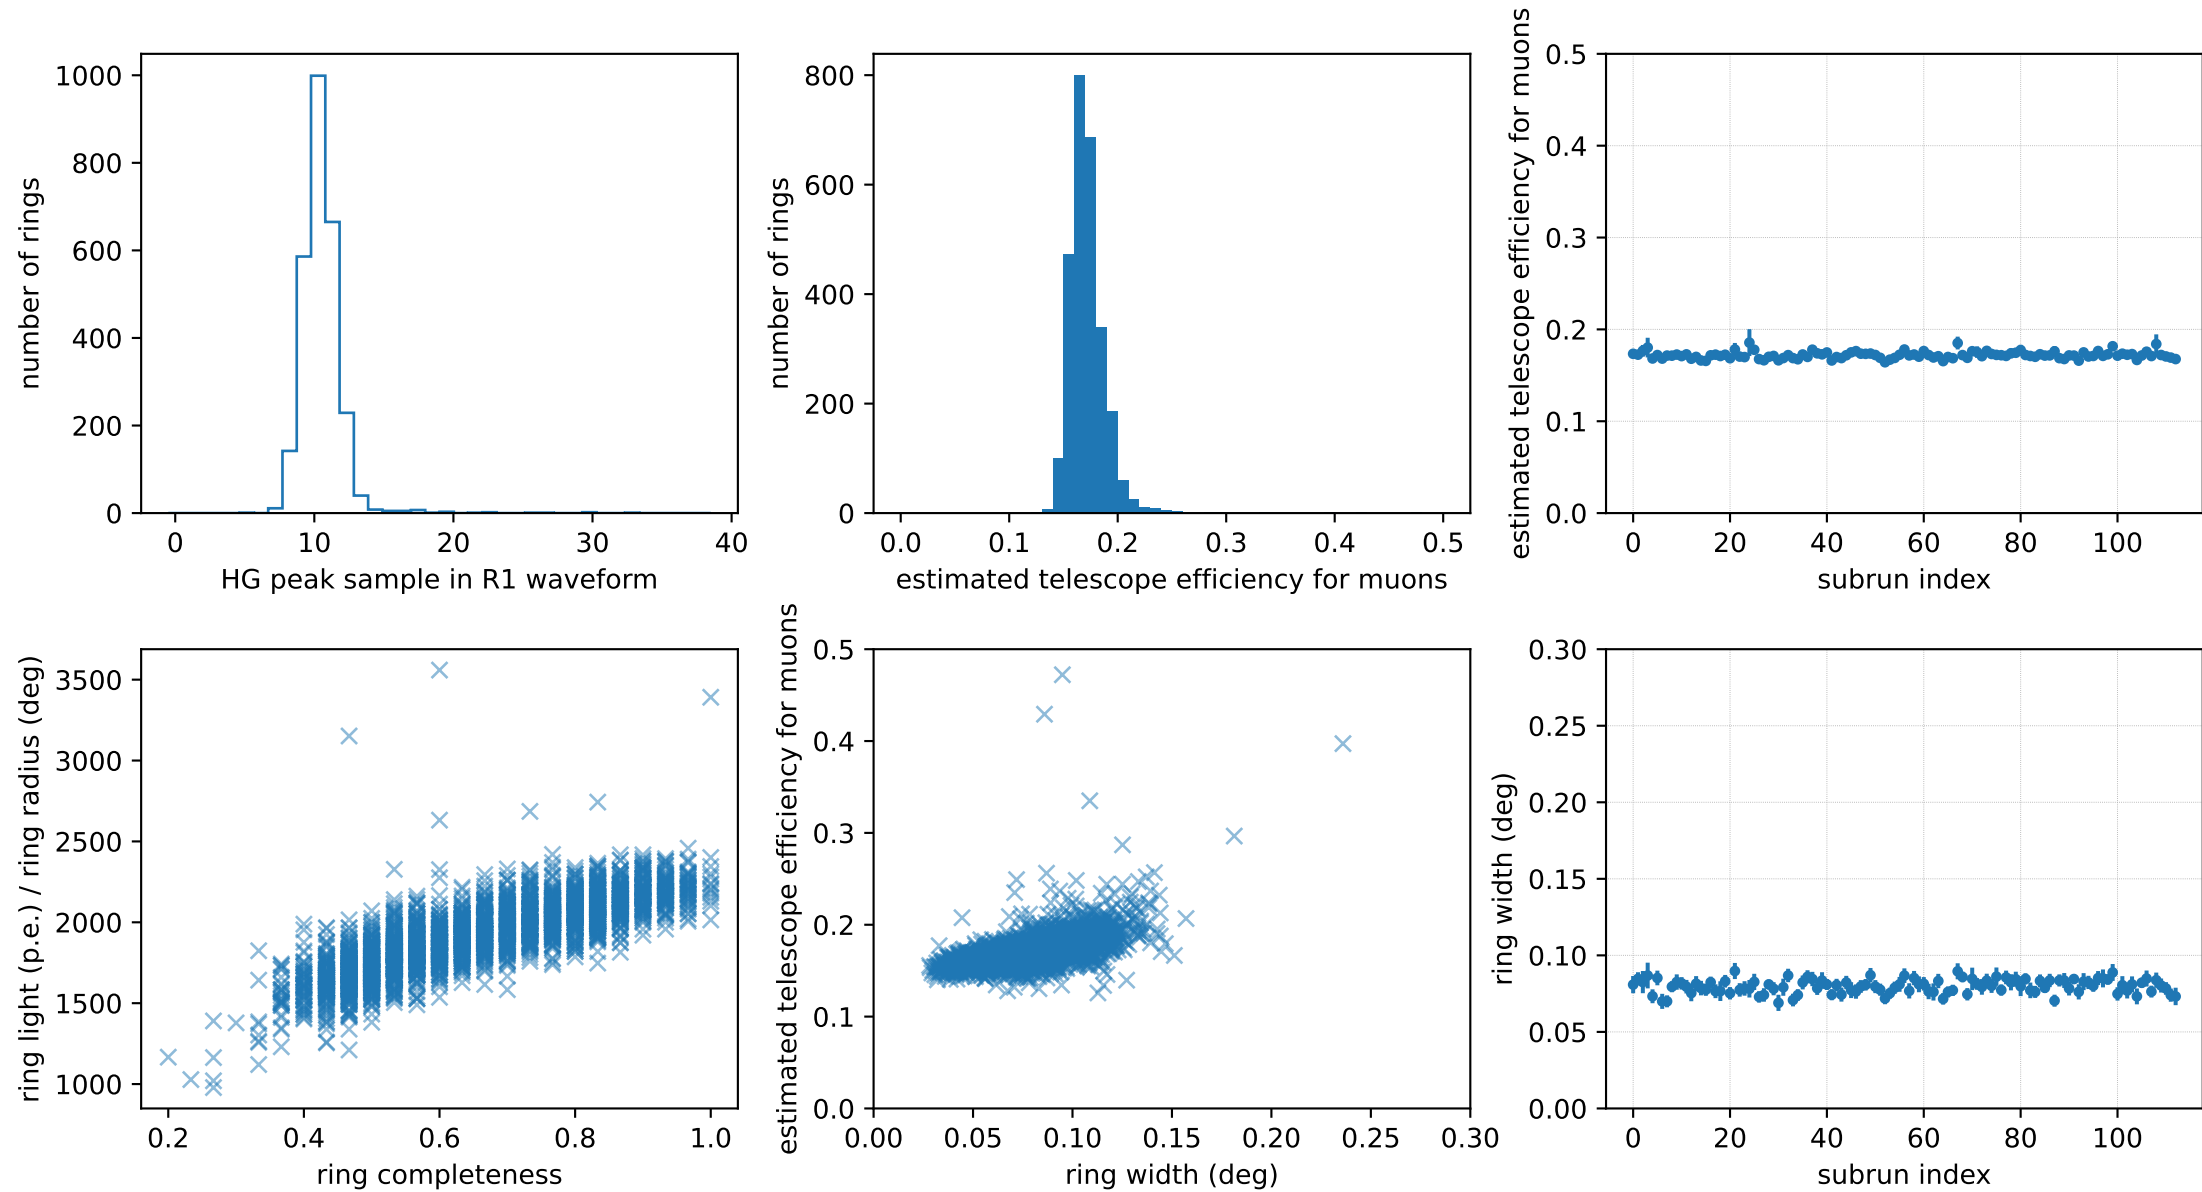 1000
800
600
400
200
0
number of rings
0 10 20 30 40
HG peak sample in R1 waveform
800
600
400
200
0
number of rings
0.0 0.1 0.2 0.3 0.4 0.5
estimated telescope efficiency for muons
0.5
0.4
0.3
0.2
0.1
0.0
estimated telescope efficiency for muons
0 20 40 60 80 100
subrun index
3500
3000
2500
2000
1500
1000
ring light (p.e.) / ring radius (deg)
0.2 0.4 0.6 0.8 1.0
ring completeness
0.5
0.4
0.3
0.2
0.1
0.0
estimated telescope efficiency for muons
0.00 0.05 0.10 0.15 0.20 0.25 0.30
ring width (deg)
0.30
0.25
0.20
0.15
0.10
0.05
0.00
ring width (deg)
0 20 40 60 80 100
subrun index